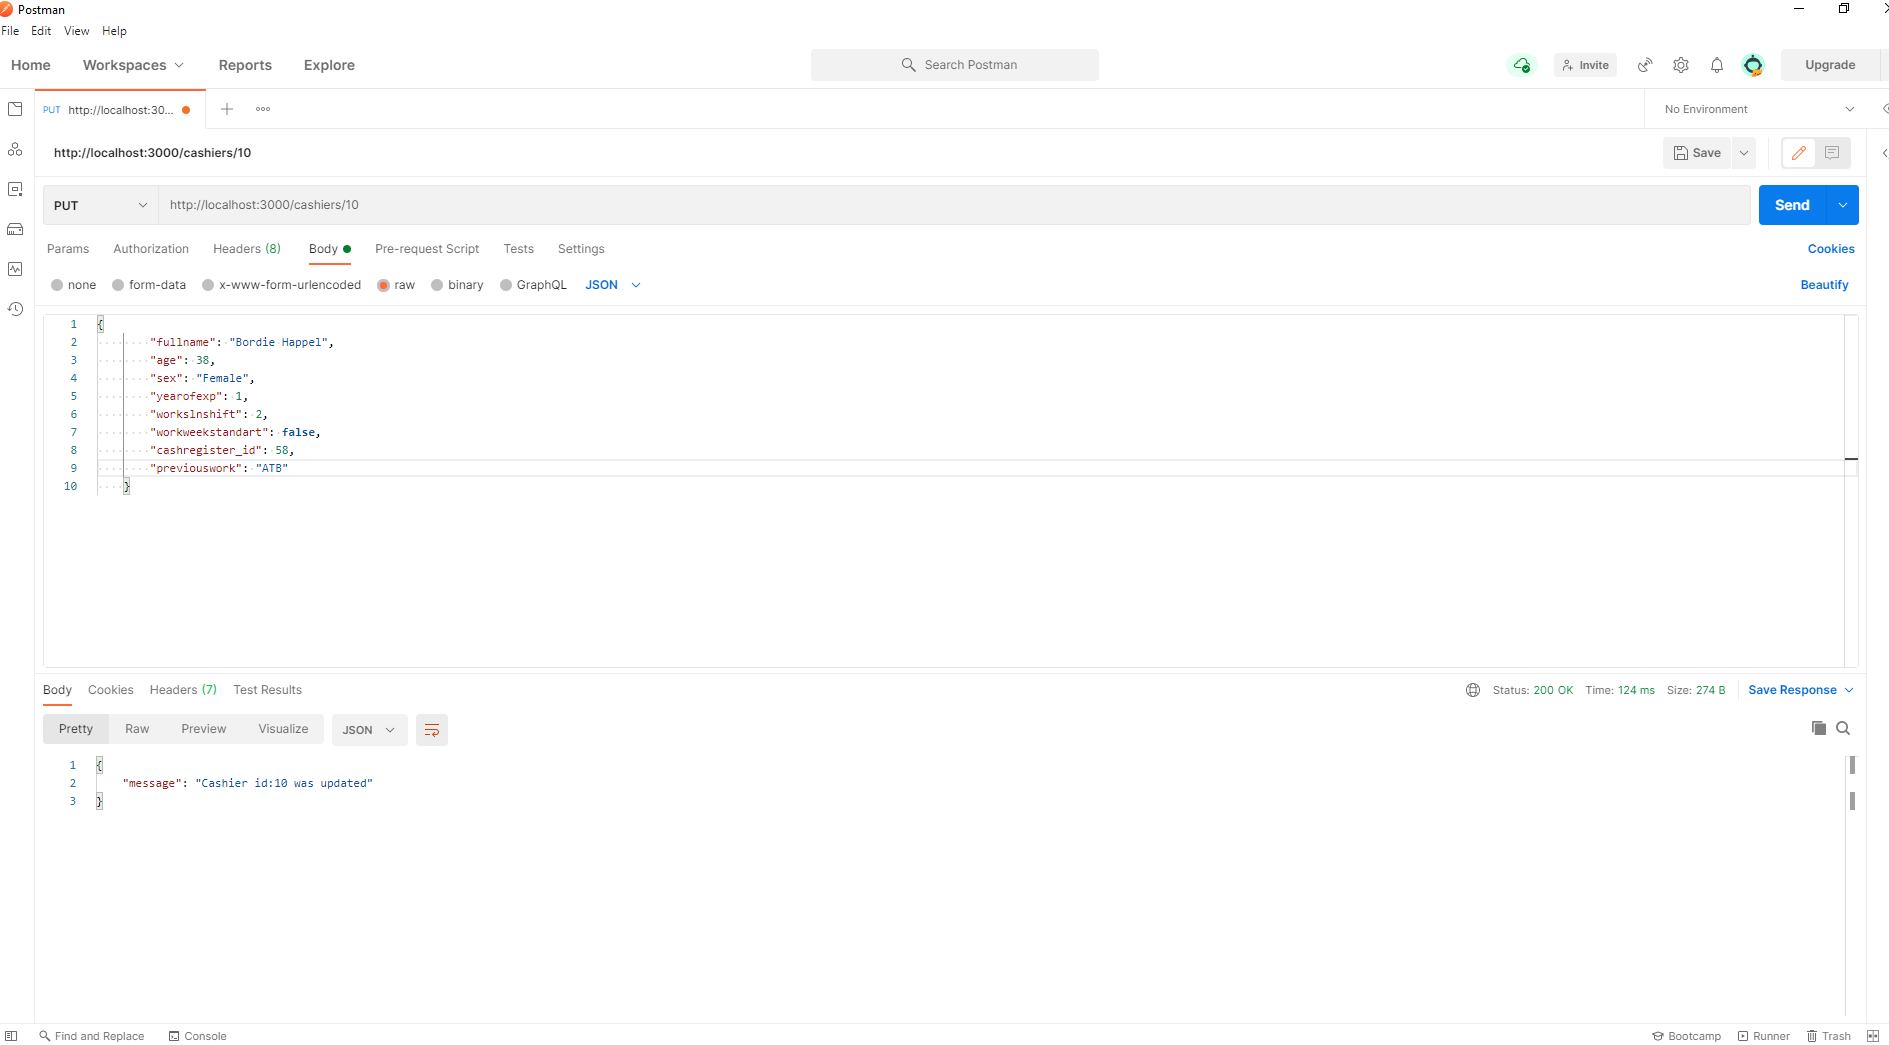 Postman
File Edit View Help
Home Workspaces Reports Explore Search Postman Invite Upgrade
PUT http://localhost:30... No Environment
http://localhost:3000/cashiers/10 Save
PUT http://localhost:3000/cashiers/10 Send
Params Authorization Headers (8) Body Pre-request Script Tests Settings Cookies
none form-data x-www-form-urlencoded raw binary GraphQL JSON Beautify
1 {
2 "fullname": "Bordie Happel",
3 "age": 38,
4 "sex": "Female",
5 "yearofexp": 1,
6 "workslnshift": 2,
7 "workweekstandart": false,
8 "cashregister_id": 58,
9 "previouswork": "ATB"
10 }
Body Cookies Headers (7) Test Results Status: 200 OK Time: 124 ms Size: 274 B Save Response
Pretty Raw Preview Visualize JSON
1 {
2 "message": "Cashier id:10 was updated"
3 }
Find and Replace Console Bootcamp Runner Trash